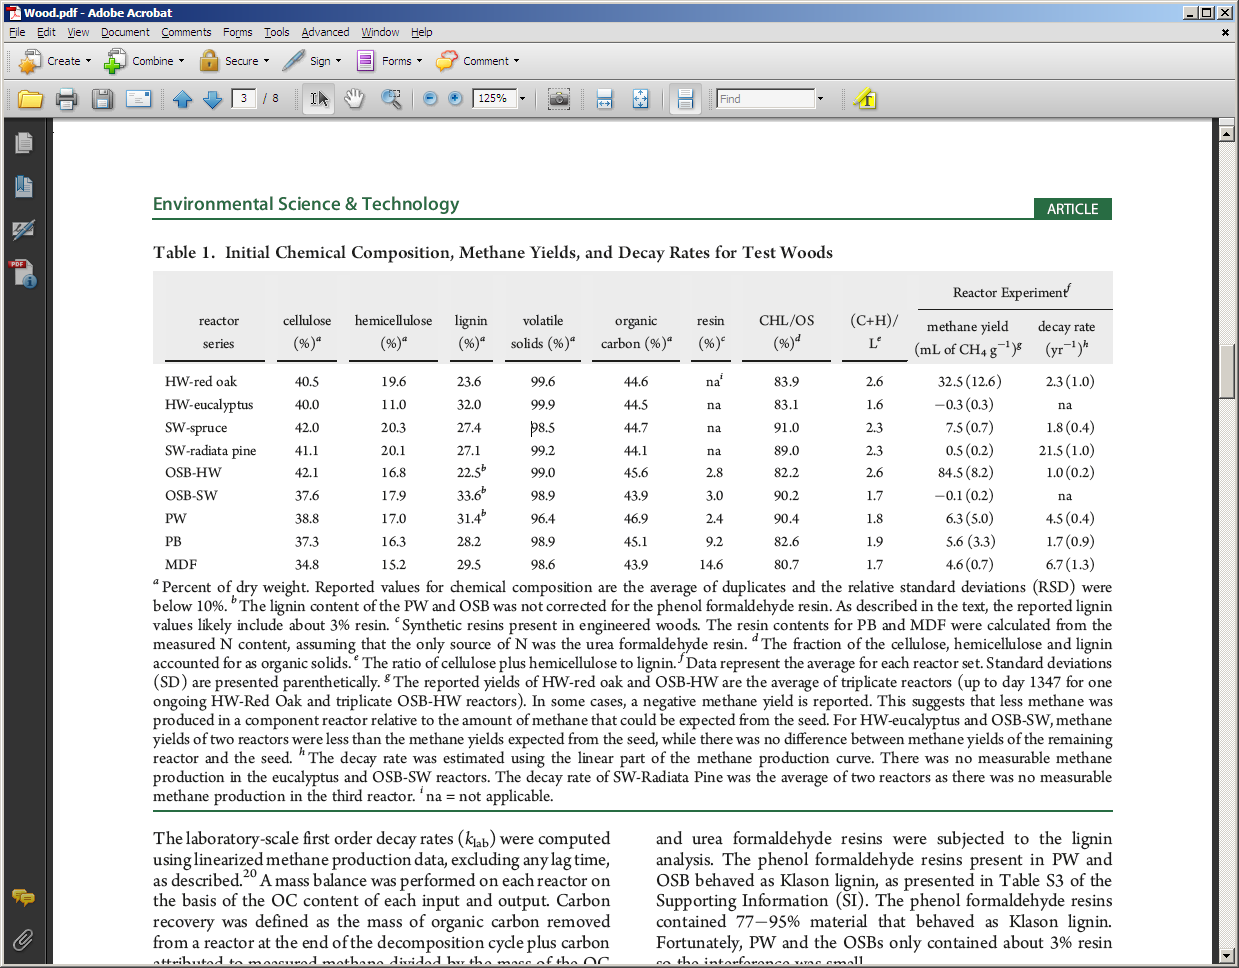 Wood.pdf - Adobe Acrobat
File Edit View Document Comments Forms Tools Advanced Window Help
Create Combine Secure Sign Forms Comment
3 / 8 125% Find
Environmental Science & Technology ARTICLE
Table 1. Initial Chemical Composition, Methane Yields, and Decay Rates for Test Woods
Reactor Experiment^f
reactor cellulose hemicellulose lignin volatile organic resin CHL/OS (C+H)/ methane yield decay rate
series (%)^a (%)^a (%)^a solids (%)^a carbon (%)^a (%)^c (%)^d L^e (mL of CH₄ g⁻¹)^g (yr⁻¹)^h
HW-red oak 40.5 19.6 23.6 99.6 44.6 na^i 83.9 2.6 32.5 (12.6) 2.3 (1.0)
HW-eucalyptus 40.0 11.0 32.0 99.9 44.5 na 83.1 1.6 −0.3 (0.3) na
SW-spruce 42.0 20.3 27.4 98.5 44.7 na 91.0 2.3 7.5 (0.7) 1.8 (0.4)
SW-radiata pine 41.1 20.1 27.1 99.2 44.1 na 89.0 2.3 0.5 (0.2) 21.5 (1.0)
OSB-HW 42.1 16.8 22.5^b 99.0 45.6 2.8 82.2 2.6 84.5 (8.2) 1.0 (0.2)
OSB-SW 37.6 17.9 33.6^b 98.9 43.9 3.0 90.2 1.7 −0.1 (0.2) na
PW 38.8 17.0 31.4^b 96.4 46.9 2.4 90.4 1.8 6.3 (5.0) 4.5 (0.4)
PB 37.3 16.3 28.2 98.9 45.1 9.2 82.6 1.9 5.6 (3.3) 1.7 (0.9)
MDF 34.8 15.2 29.5 98.6 43.9 14.6 80.7 1.7 4.6 (0.7) 6.7 (1.3)
^a Percent of dry weight. Reported values for chemical composition are the average of duplicates and the relative standard deviations (RSD) were
below 10%. ^b The lignin content of the PW and OSB was not corrected for the phenol formaldehyde resin. As described in the text, the reported lignin
values likely include about 3% resin. ^c Synthetic resins present in engineered woods. The resin contents for PB and MDF were calculated from the
measured N content, assuming that the only source of N was the urea formaldehyde resin. ^d The fraction of the cellulose, hemicellulose and lignin
accounted for as organic solids. ^e The ratio of cellulose plus hemicellulose to lignin. ^f Data represent the average for each reactor set. Standard deviations
(SD) are presented parenthetically. ^g The reported yields of HW-red oak and OSB-HW are the average of triplicate reactors (up to day 1347 for one
ongoing HW-Red Oak and triplicate OSB-HW reactors). In some cases, a negative methane yield is reported. This suggests that less methane was
produced in a component reactor relative to the amount of methane that could be expected from the seed. For HW-eucalyptus and OSB-SW, methane
yields of two reactors were less than the methane yields expected from the seed, while there was no difference between methane yields of the remaining
reactor and the seed. ^h The decay rate was estimated using the linear part of the methane production curve. There was no measurable methane
production in the eucalyptus and OSB-SW reactors. The decay rate of SW-Radiata Pine was the average of two reactors as there was no measurable
methane production in the third reactor. ^i na = not applicable.
The laboratory-scale first order decay rates (k_lab) were computed
using linearized methane production data, excluding any lag time,
as described.²⁰ A mass balance was performed on each reactor on
the basis of the OC content of each input and output. Carbon
recovery was defined as the mass of organic carbon removed
from a reactor at the end of the decomposition cycle plus carbon
attributed to measured methane divided by the mass of the OC
and urea formaldehyde resins were subjected to the lignin
analysis. The phenol formaldehyde resins present in PW and
OSB behaved as Klason lignin, as presented in Table S3 of the
Supporting Information (SI). The phenol formaldehyde resins
contained 77−95% material that behaved as Klason lignin.
Fortunately, PW and the OSBs only contained about 3% resin
so the interference was small.